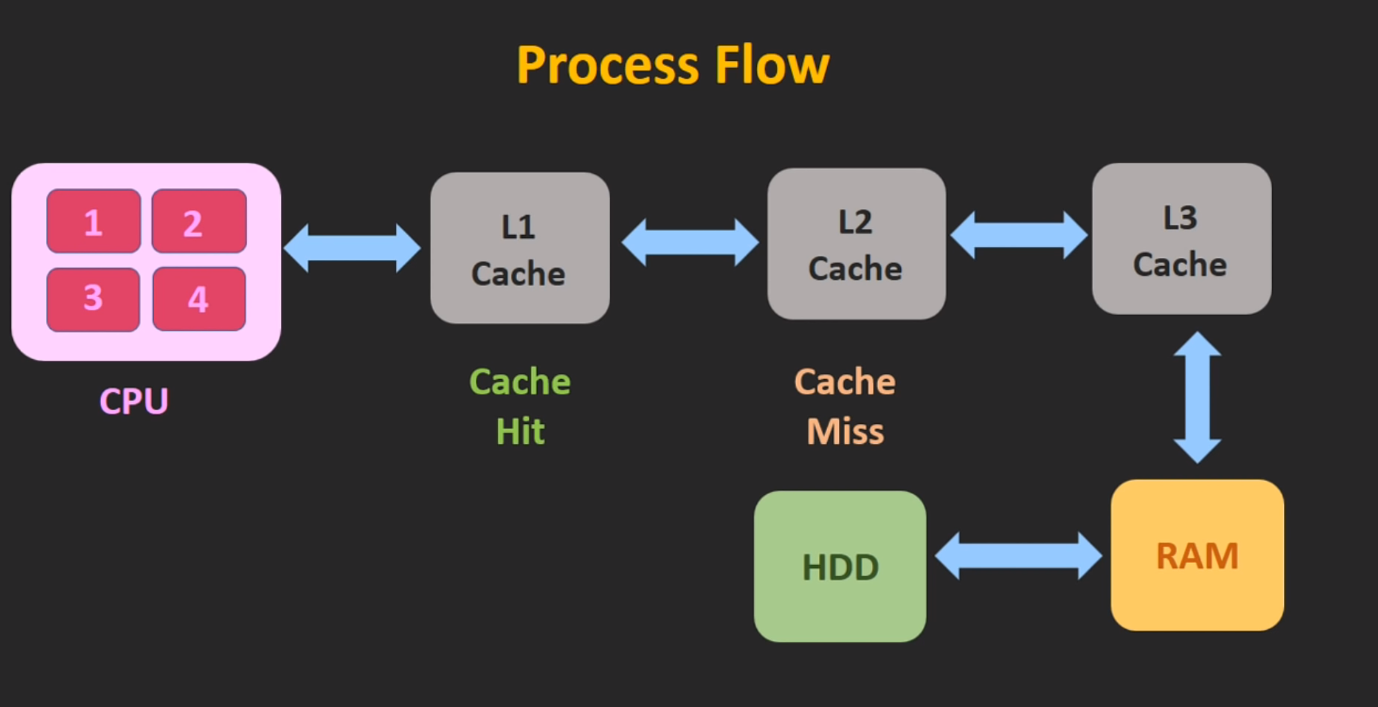 Process Flow
1 2
3 4
CPU
L1
Cache
L2
Cache
L3
Cache
Cache
Hit
Cache
Miss
HDD
RAM